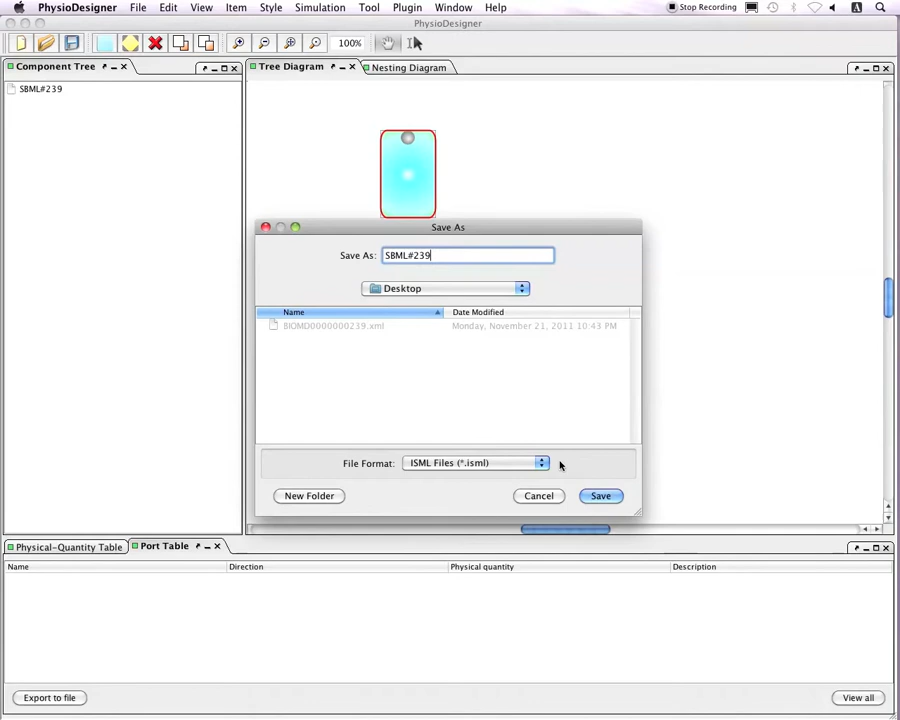 PhysioDesigner File Edit View Item Style Simulation Tool Plugin Window Help Stop Recording A
PhysioDesigner
100%
Component Tree
Tree Diagram
Nesting Diagram
SBML#239
Save As
Save As: SBML#239
Desktop
Name Date Modified
BIOMD0000000239.xml Monday, November 21, 2011 10:43 PM
File Format: ISML Files (*.isml)
New Folder Cancel Save
Physical-Quantity Table Port Table
Name Direction Physical quantity Description
Export to file View all